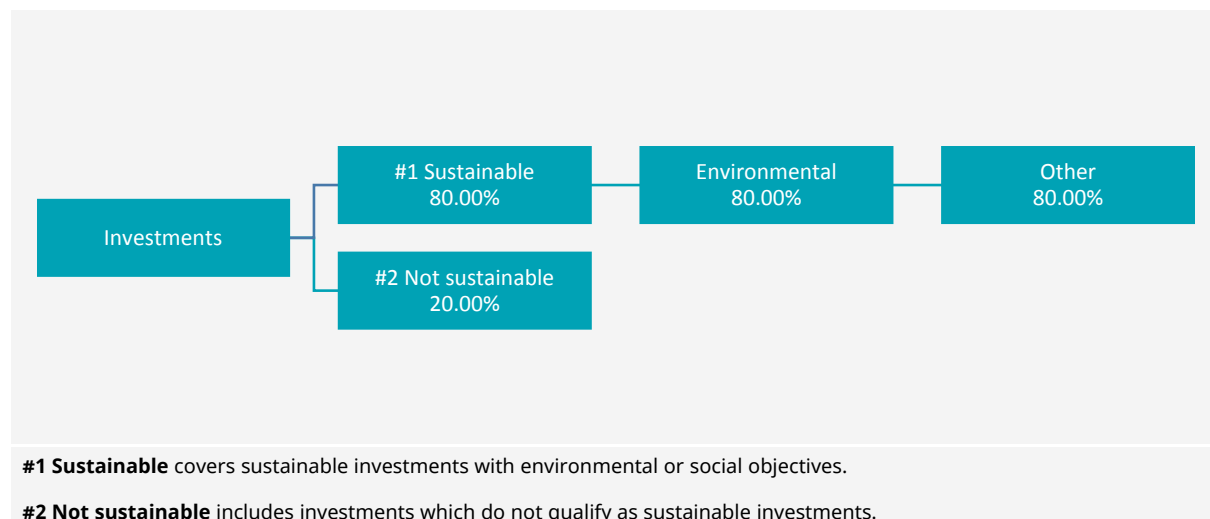 #1 Sustainable
80.00%
Environmental
80.00%
Other
80.00%
Investments
#2 Not sustainable
20.00%
#1 Sustainable covers sustainable investments with environmental or social objectives.
#2 Not sustainable includes investments which do not qualify as sustainable investments.